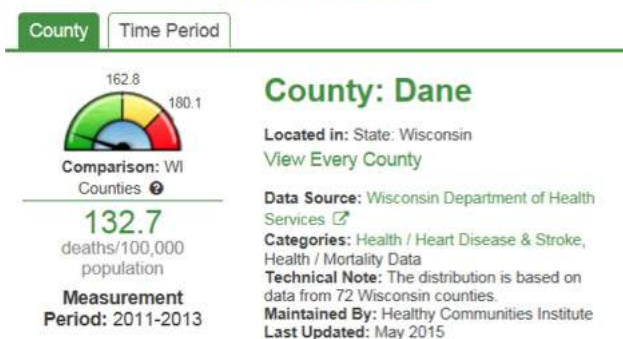 County
Time Period
162.8
180.1
Comparison: WI
Counties ?
132.7
deaths/100,000
population
Measurement
Period: 2011-2013
County: Dane
Located in: State: Wisconsin
View Every County
Data Source: Wisconsin Department of Health
Services
Categories: Health / Heart Disease & Stroke,
Health / Mortality Data
Technical Note: The distribution is based on
data from 72 Wisconsin counties.
Maintained By: Healthy Communities Institute
Last Updated: May 2015